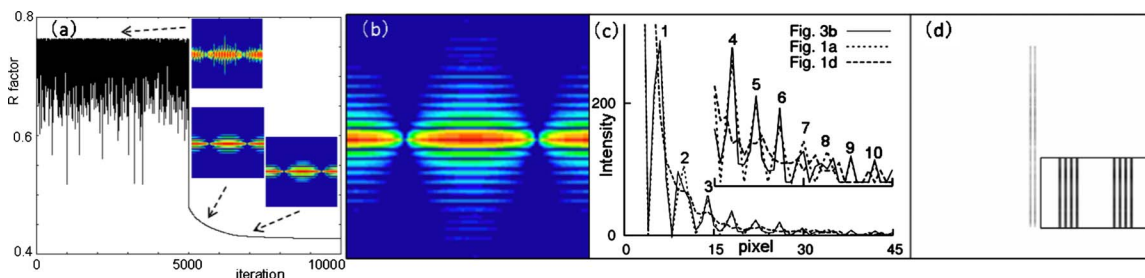 (a)
0.8
0.6
0.4
R factor
0
5000
10000
iteration
(b)
(c)
Fig. 3b
Fig. 1a
Fig. 1d
1
2
3
4
5
6
7
8
9
10
200
0
Intensity
0
15
30
45
pixel
(d)